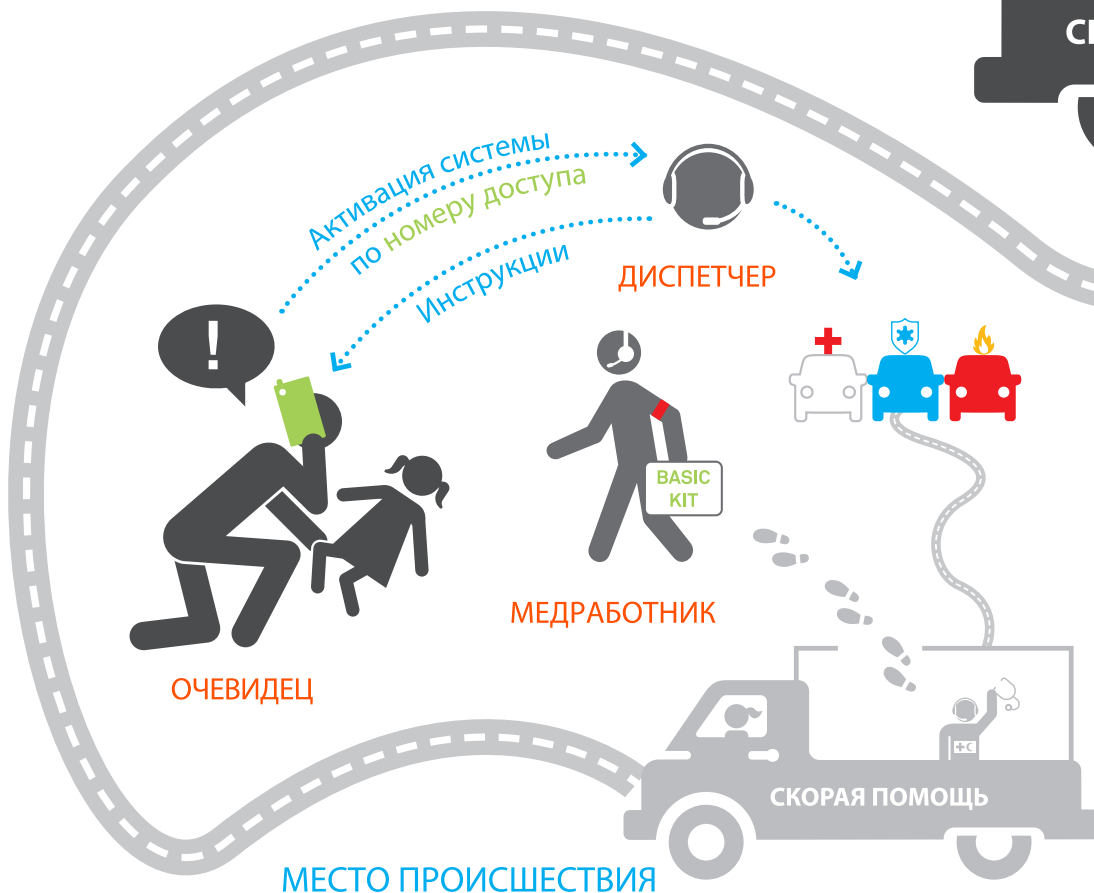 Активация системы
по номеру доступа
Инструкции
ДИСПЕТЧЕР
!
BASIC
KIT
МЕДРАБОТНИК
ОЧЕВИДЕЦ
СКОРАЯ ПОМОЩЬ
МЕСТО ПРОИСШЕСТВИЯ